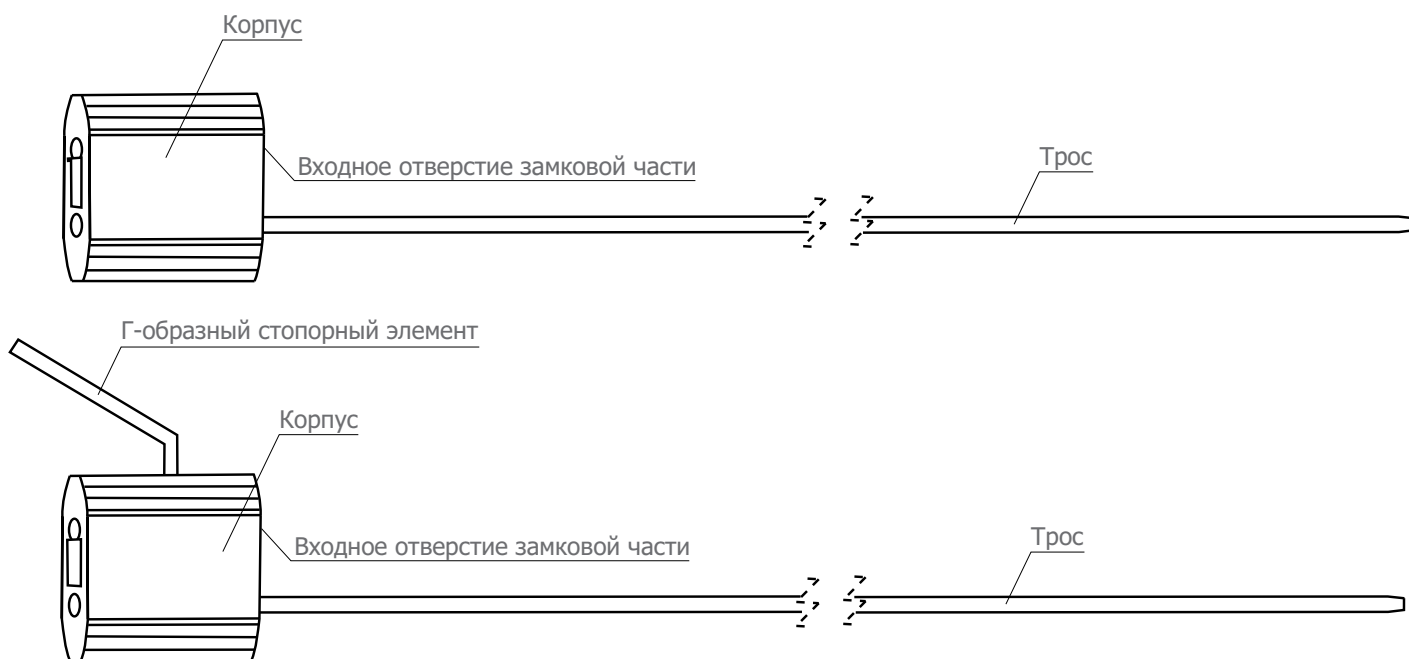 Корпус
Входное отверстие замковой части
Трос
Г-образный стопорный элемент
Корпус
Входное отверстие замковой части
Трос